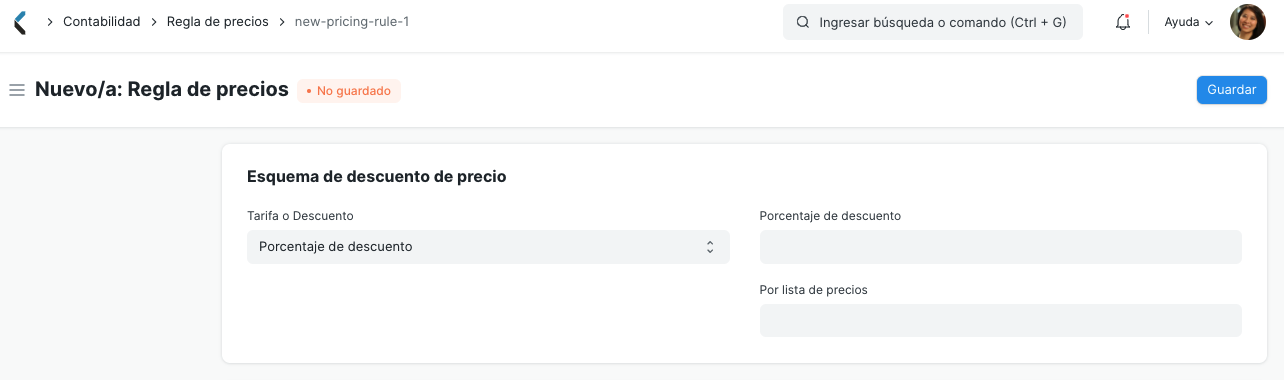 Contabilidad Regla de precios new-pricing-rule-1
Ingresar búsqueda o comando (Ctrl + G)
Ayuda
Nuevo/a: Regla de precios
No guardado
Guardar
Esquema de descuento de precio
Tarifa o Descuento
Porcentaje de descuento
Porcentaje de descuento
Por lista de precios